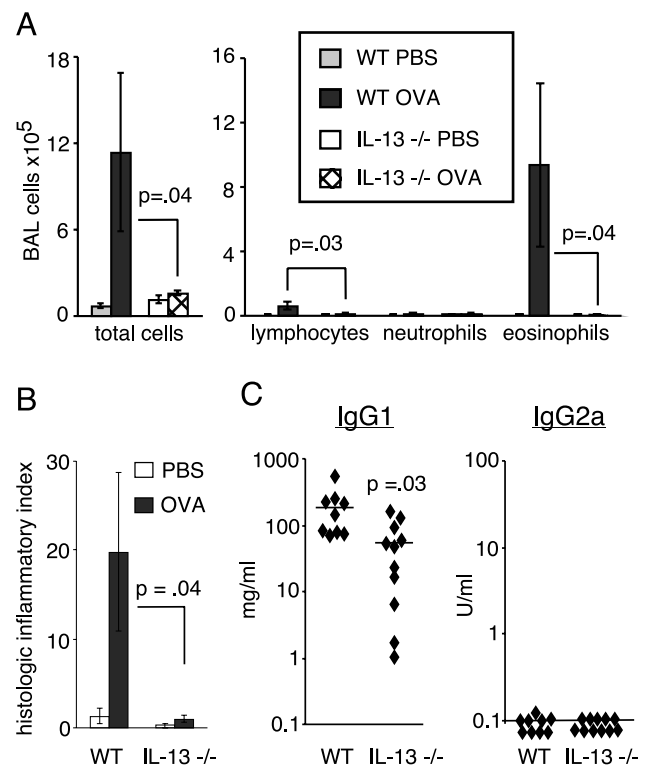 A
BAL cells x10^5
18
12
6
0
total cells
16
12
8
4
0
WT PBS
WT OVA
IL-13 -/- PBS
IL-13 -/- OVA
p=.04
p=.03
p=.04
lymphocytes neutrophils eosinophils
B
histologic inflammatory index
30
20
10
0
PBS
OVA
p = .04
WT IL-13 -/-
C
IgG1
mg/ml
1000
100
10
1
0.1
p =.03
WT IL-13 -/-
IgG2a
U/ml
100
10
1
0.1
WT IL-13 -/-